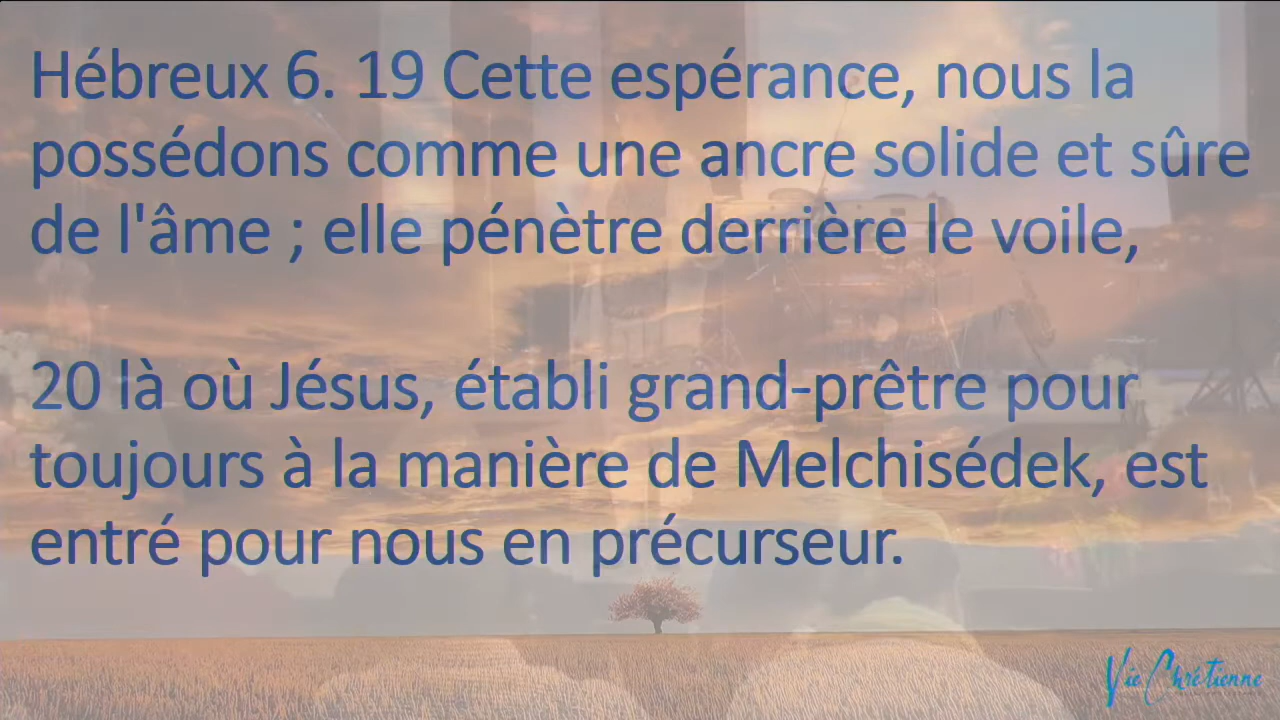 Hébreux 6. 19 Cette espérance, nous la
possédons comme une ancre solide et sûre
de l'âme ; elle pénètre derrière le voile,
20 là où Jésus, établi grand-prêtre pour
toujours à la manière de Melchisédek, est
entré pour nous en précurseur.
Vie Chrétienne